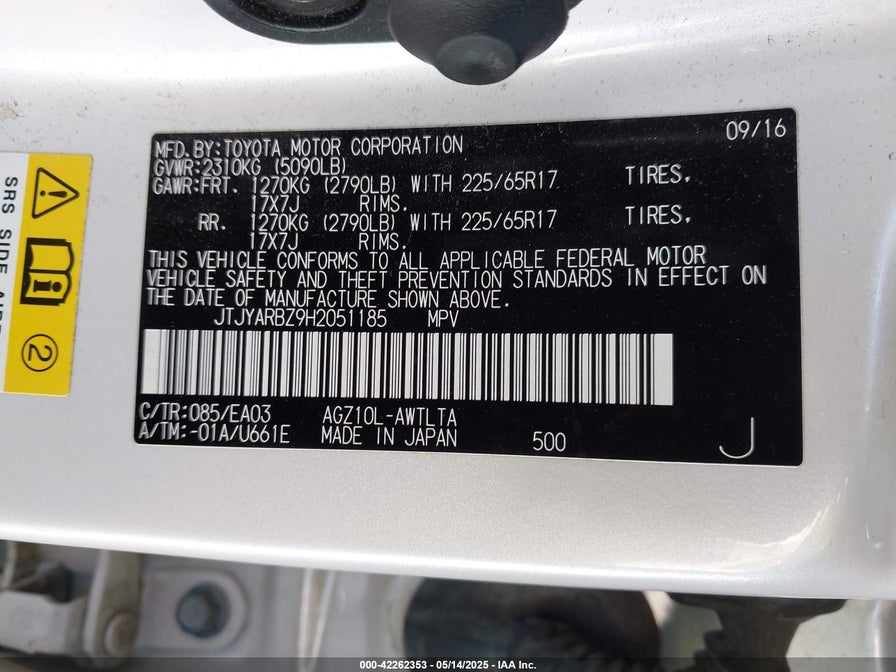 09/16
MFD. BY:TOYOTA MOTOR CORPORATION
GVWR:2310KG (5090LB)
GAWR:FRT. 1270KG (2790LB) WITH 225/65R17 TIRES,
17X7J RIMS.
RR. 1270KG (2790LB) WITH 225/65R17 TIRES,
17X7J RIMS.
THIS VEHICLE CONFORMS TO ALL APPLICABLE FEDERAL MOTOR
VEHICLE SAFETY AND THEFT PREVENTION STANDARDS IN EFFECT ON
THE DATE OF MANUFACTURE SHOWN ABOVE.
JTJYARBZ9H2051185 MPV
C/TR:085/EA03 AGZ10L-AWTLTA
A/TM:-01A/U661E MADE IN JAPAN 500
J
SRS SIDE
2
000-42262353 - 05/14/2025 - IAA Inc.